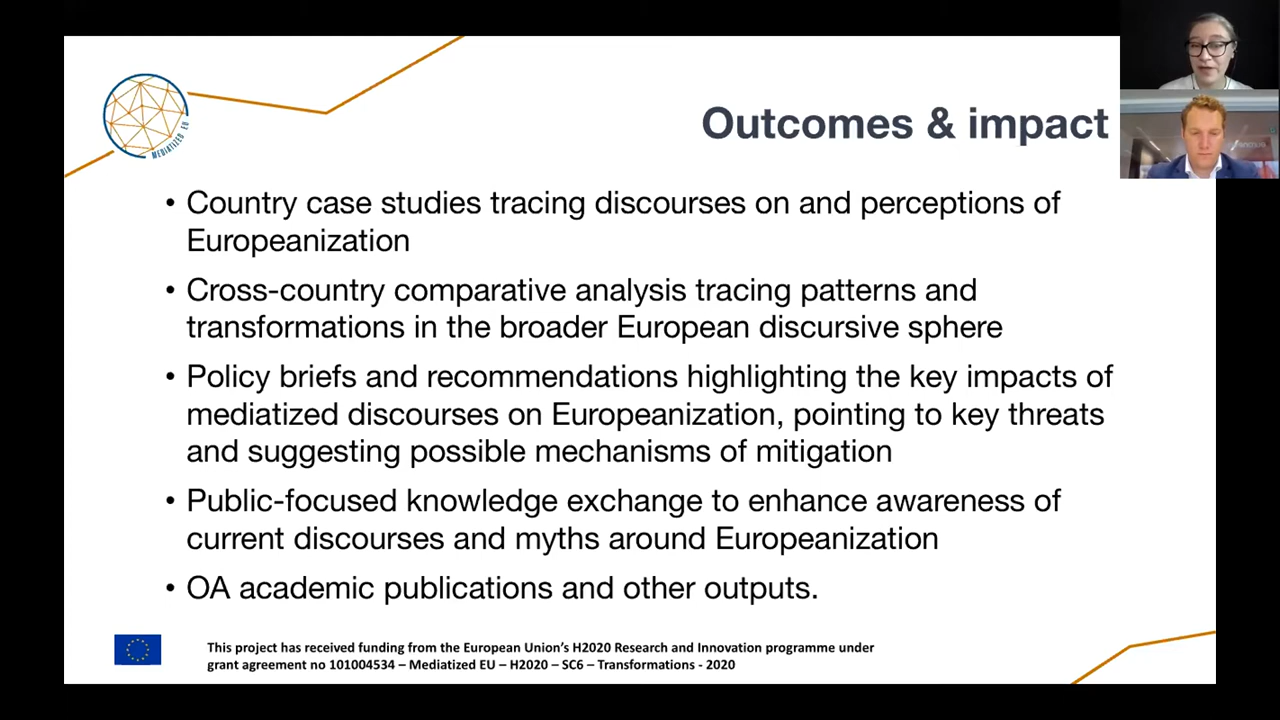 MEDIATIZED EU
Outcomes & impact
• Country case studies tracing discourses on and perceptions of
Europeanization
• Cross-country comparative analysis tracing patterns and
transformations in the broader European discursive sphere
• Policy briefs and recommendations highlighting the key impacts of
mediatized discourses on Europeanization, pointing to key threats
and suggesting possible mechanisms of mitigation
• Public-focused knowledge exchange to enhance awareness of
current discourses and myths around Europeanization
• OA academic publications and other outputs.
This project has received funding from the European Union’s H2020 Research and Innovation programme under
grant agreement no 101004534 – Mediatized EU – H2020 – SC6 – Transformations - 2020